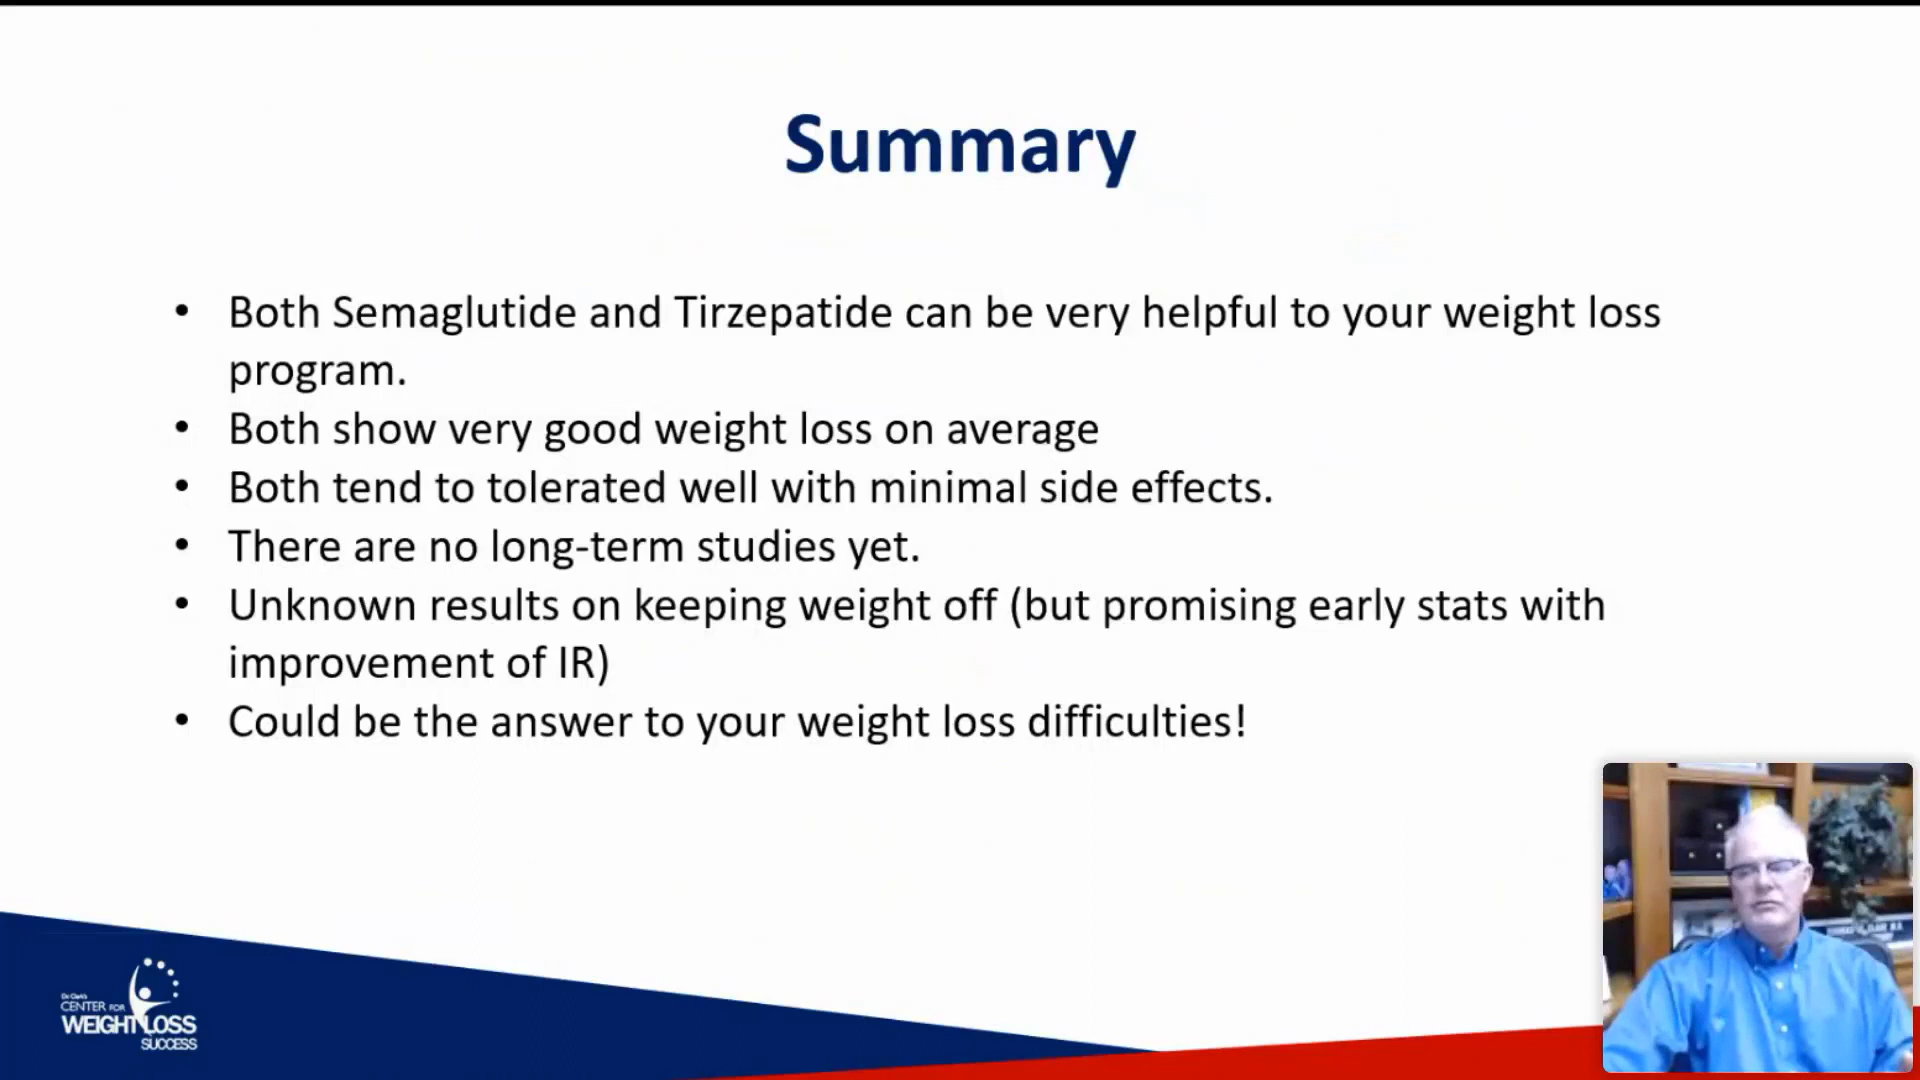 Summary
• Both Semaglutide and Tirzepatide can be very helpful to your weight loss
program.
• Both show very good weight loss on average
• Both tend to tolerated well with minimal side effects.
• There are no long-term studies yet.
• Unknown results on keeping weight off (but promising early stats with
improvement of IR)
• Could be the answer to your weight loss difficulties!
Dr. Clark's
CENTER FOR
WEIGHT LOSS
SUCCESS